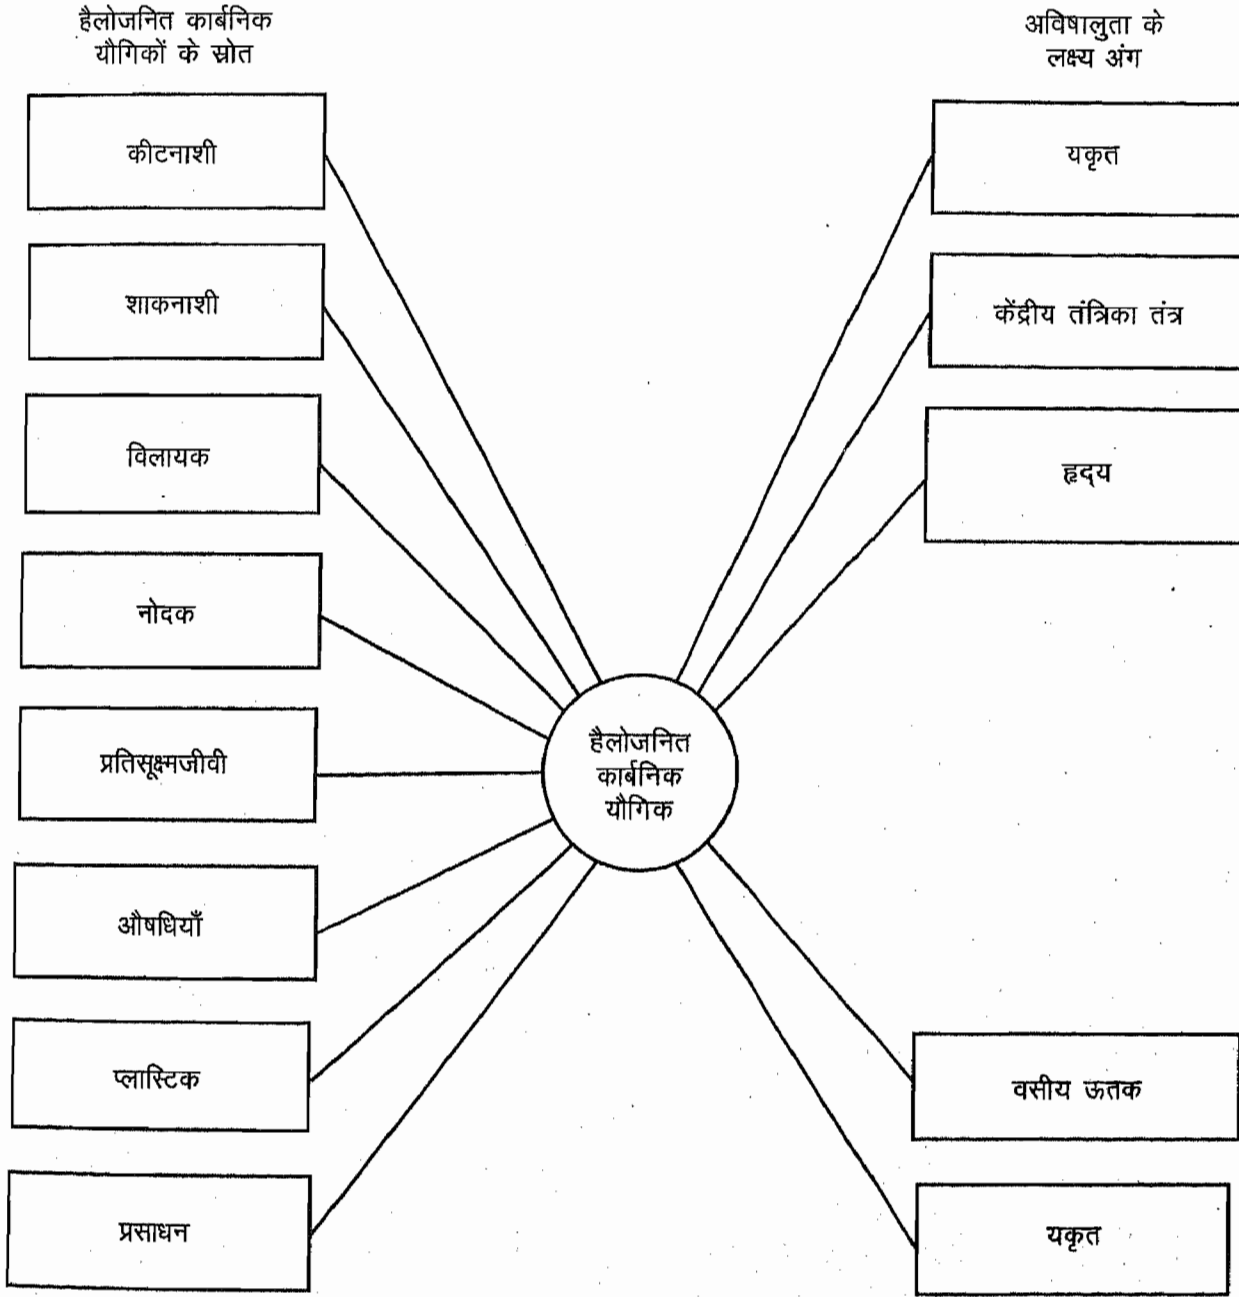 हैलोजनित कार्बनिक
यौगिकों के स्रोत
कीटनाशी
शाकनाशी
विलायक
नोदक
प्रतिसूक्ष्मजीवी
औषधियाँ
प्लास्टिक
प्रसाधन
हैलोजनित
कार्बनिक
यौगिक
अविषालुता के
लक्ष्य अंग
यकृत
केंद्रीय तंत्रिका तंत्र
हृदय
वसीय ऊतक
यकृत